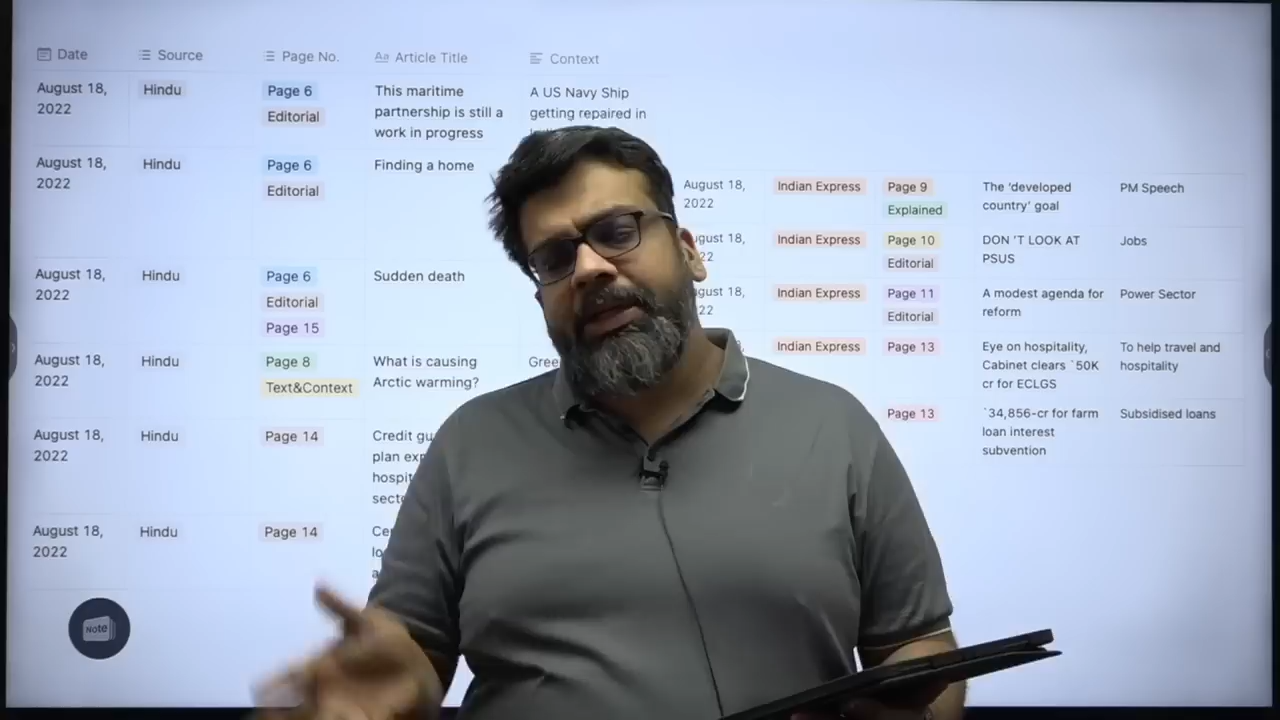 Date
Source
Page No.
Aa Article Title
Context
August 18,
2022
Hindu
Page 6
Editorial
This maritime
partnership is still a
work in progress
A US Navy Ship
getting repaired in
August 18,
2022
Hindu
Page 6
Editorial
Finding a home
August 18,
2022
Hindu
Page 6
Editorial
Page 15
Sudden death
August 18,
2022
Hindu
Page 8
Text&Context
What is causing
Arctic warming?
August 18,
2022
Hindu
Page 14
Credit
plan
August 18,
2022
Hindu
Page 14
August 18,
2022
Indian Express
Page 9
Explained
The 'developed
country' goal
PM Speech
18,
Indian Express
Page 10
Editorial
DON 'T LOOK AT
PSUS
Jobs
18,
Indian Express
Page 11
Editorial
A modest agenda for
reform
Power Sector
Indian Express
Page 13
Eye on hospitality,
Cabinet clears `50K
cr for ECLGS
To help travel and
hospitality
Page 13
`34,856-cr for farm
loan interest
subvention
Subsidised loans
Note